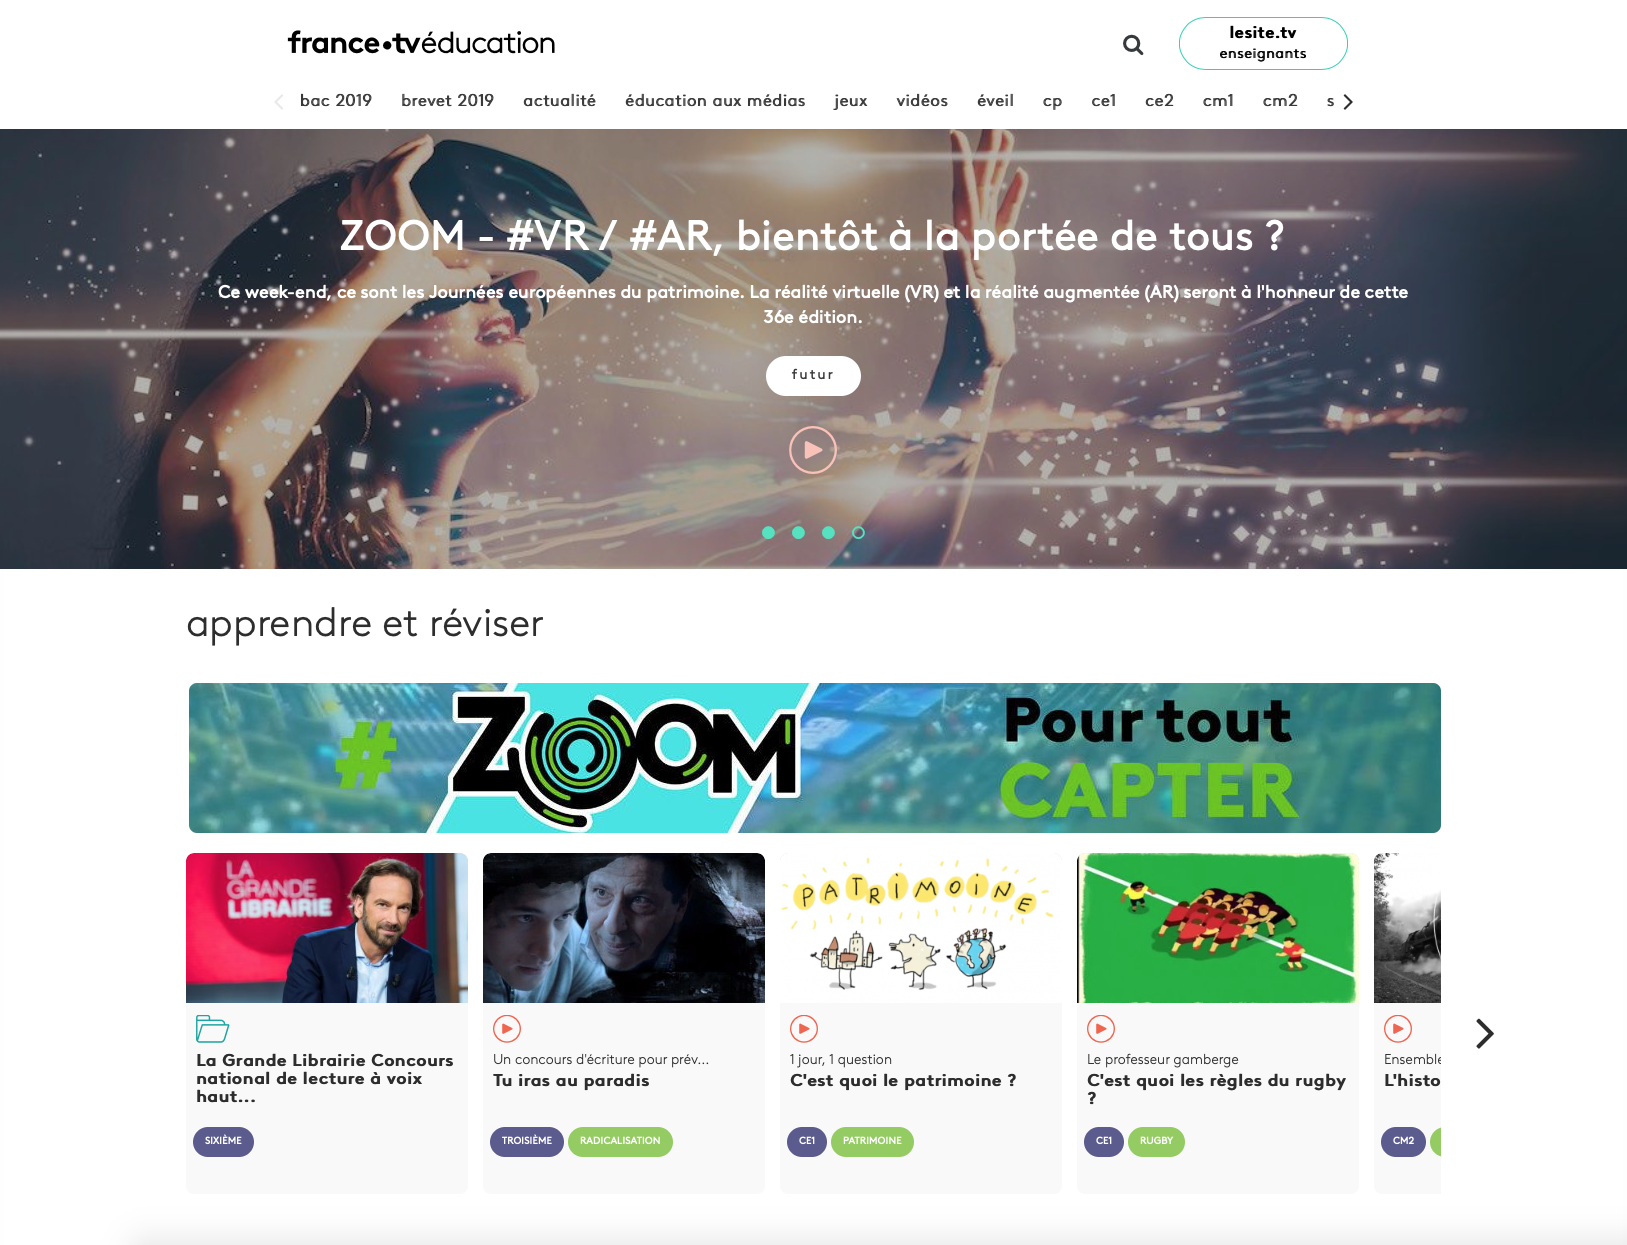 france•tvéducation
lesite.tv
enseignants
bac 2019 brevet 2019 actualité éducation aux médias jeux vidéos éveil cp ce1 ce2 cm1 cm2 s
ZOOM - #VR / #AR, bientôt à la portée de tous ?
Ce week-end, ce sont les Journées européennes du patrimoine. La réalité virtuelle (VR) et la réalité augmentée (AR) seront à l'honneur de cette
36e édition.
futur
apprendre et réviser
# ZOOM
Pour tout
CAPTER
LA
GRANDE
LIBRAIRIE
La Grande Librairie Concours
national de lecture à voix
haut...
SIXIÈME
Un concours d'écriture pour prév...
Tu iras au paradis
TROISIÈME RADICALISATION
PATRIMOINE
1 jour, 1 question
C'est quoi le patrimoine ?
CE1 PATRIMOINE
Le professeur gamberge
C'est quoi les règles du rugby
?
CE1 RUGBY
Ensemble
L'histo
CM2